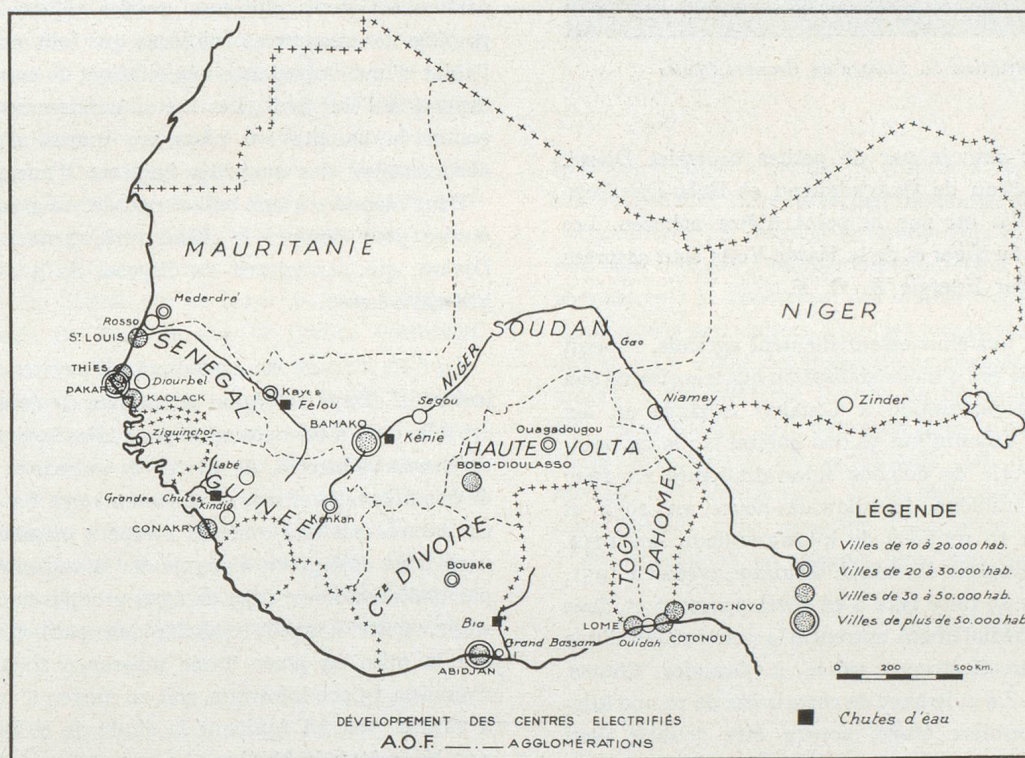 MAURITANIE
Mederdra
Rosso
ST LOUIS
SÉNÉGAL
THIÈS
DAKAR
Diourbel
KAOLACK
Ziguinchor
Kayes
Félou
BAMAKO
Kénie
Segou
NIGER
SOUDAN
Gao
NIGER
Niamey
Zinder
Ouagadougou
HAUTE VOLTA
BOBO-DIOULASSO
Labé
GUINÉE
Grandes Chutes
Kindia
CONAKRY
Kankan
Cte D'IVOIRE
Bouake
Bia
Grand Bassam
ABIDJAN
TOGO
DAHOMEY
LOME
Ouidah
PORTO-NOVO
COTONOU
LÉGENDE
Villes de 10 à 20.000 hab.
Villes de 20 à 30.000 hab.
Villes de 30 à 50.000 hab.
Villes de plus de 50.000 hab.
0 200 500 Km.
Chutes d'eau
DÉVELOPPEMENT DES CENTRES ELECTRIFIÉS
A.O.F. AGGLOMÉRATIONS